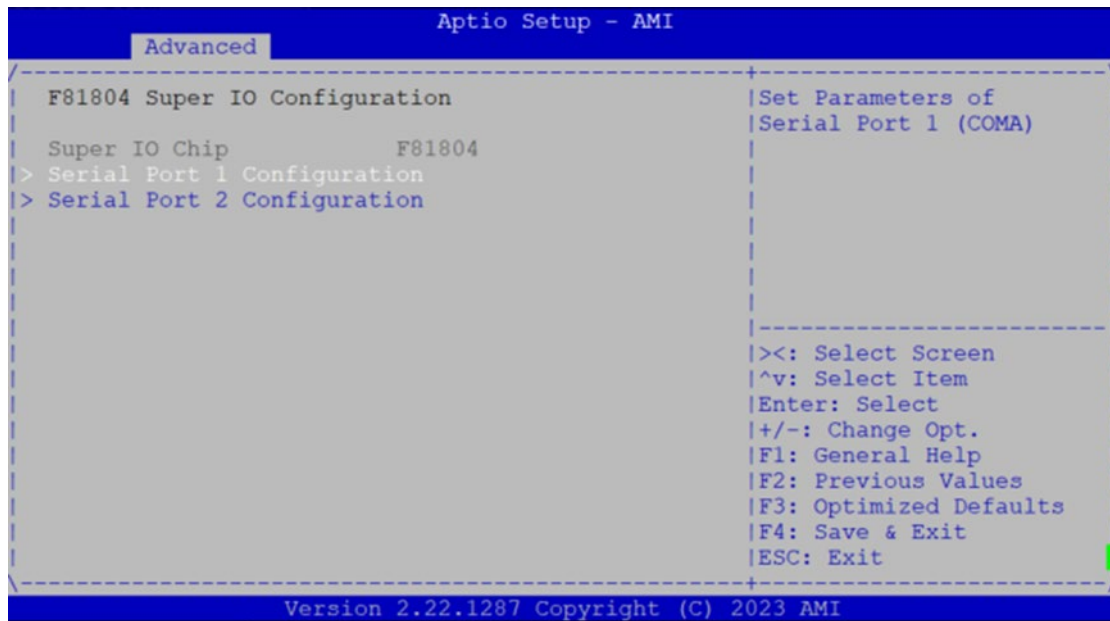 Aptio Setup - AMI
Advanced
F81804 Super IO Configuration
Super IO Chip F81804
> Serial Port 1 Configuration
> Serial Port 2 Configuration
Set Parameters of
Serial Port 1 (COMA)
><: Select Screen
^v: Select Item
Enter: Select
+/-: Change Opt.
F1: General Help
F2: Previous Values
F3: Optimized Defaults
F4: Save & Exit
ESC: Exit
Version 2.22.1287 Copyright (C) 2023 AMI